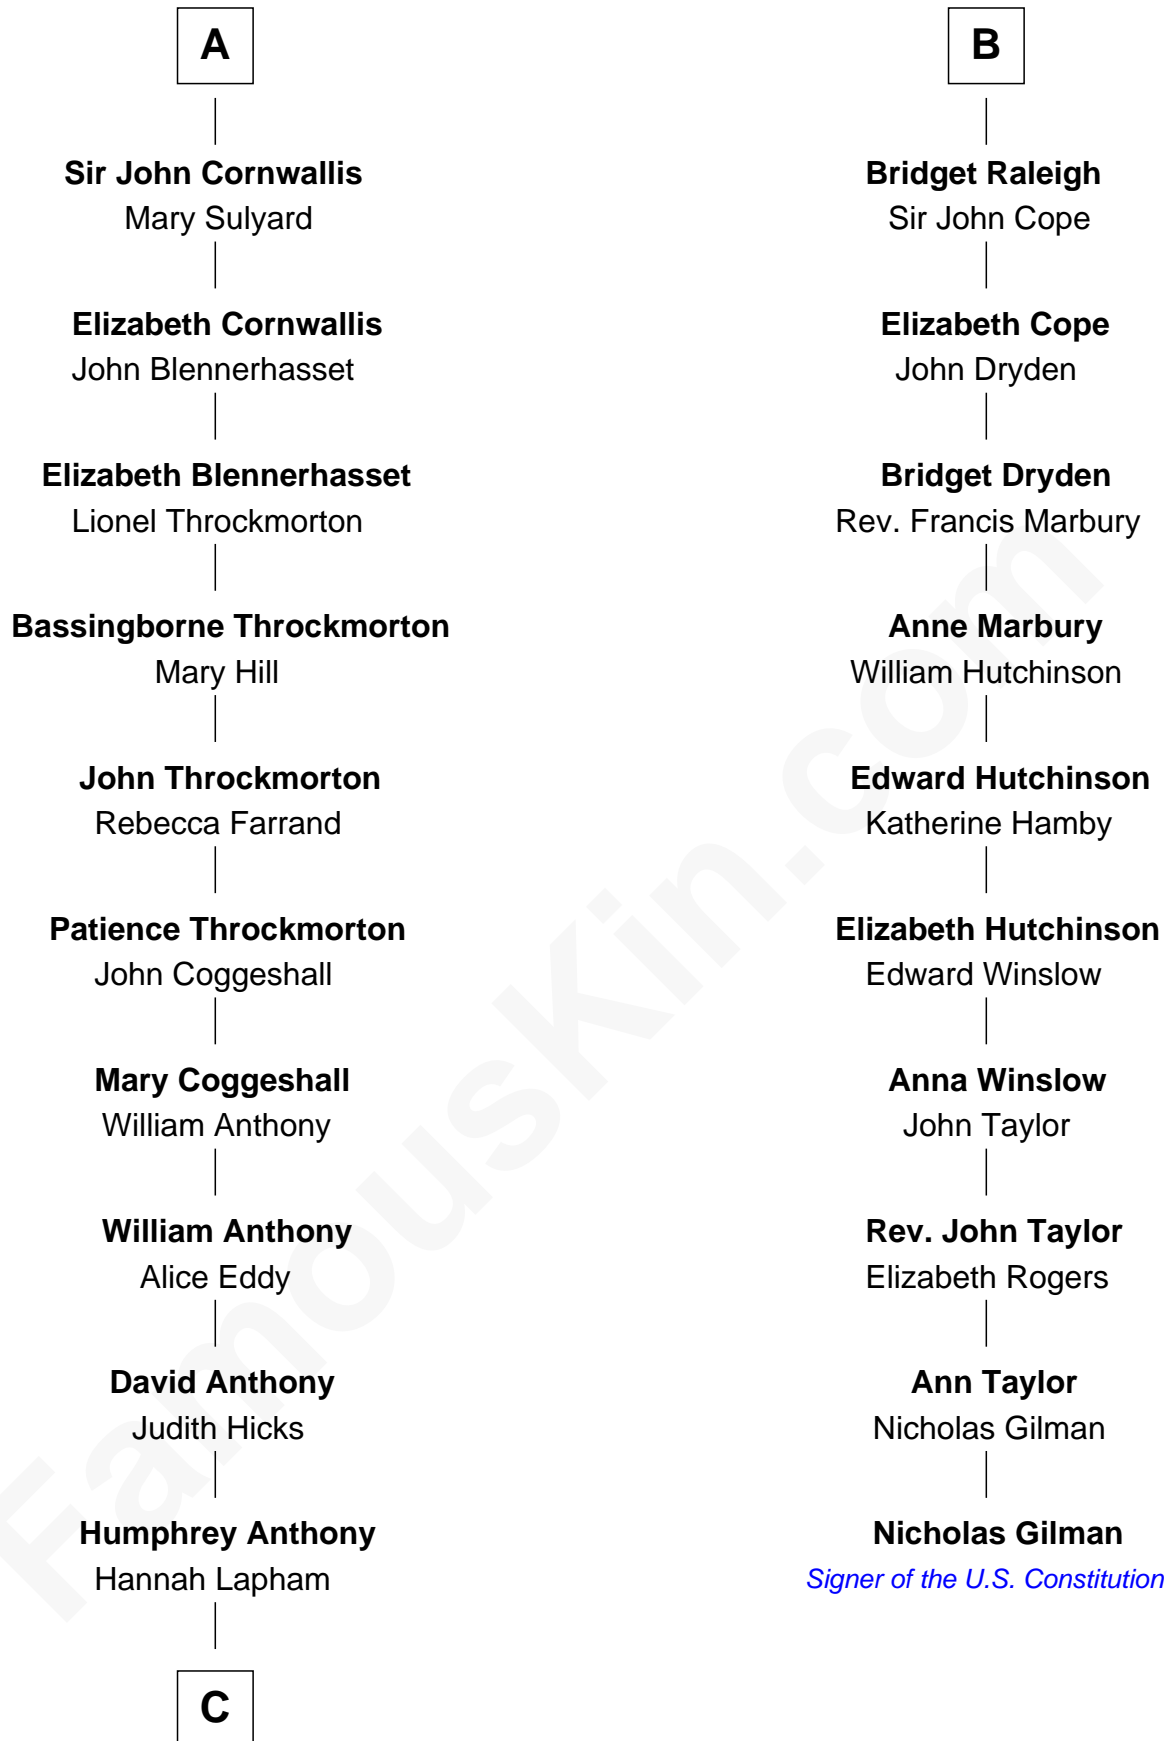 A
Sir John Cornwallis
Mary Sulyard
Elizabeth Cornwallis
John Blennerhasset
Elizabeth Blennerhasset
Lionel Throckmorton
Bassingborne Throckmorton
Mary Hill
John Throckmorton
Rebecca Farrand
Patience Throckmorton
John Coggeshall
Mary Coggeshall
William Anthony
William Anthony
Alice Eddy
David Anthony
Judith Hicks
Humphrey Anthony
Hannah Lapham
C
B
Bridget Raleigh
Sir John Cope
Elizabeth Cope
John Dryden
Bridget Dryden
Rev. Francis Marbury
Anne Marbury
William Hutchinson
Edward Hutchinson
Katherine Hamby
Elizabeth Hutchinson
Edward Winslow
Anna Winslow
John Taylor
Rev. John Taylor
Elizabeth Rogers
Ann Taylor
Nicholas Gilman
Nicholas Gilman
Signer of the U.S. Constitution
FamousKin.com